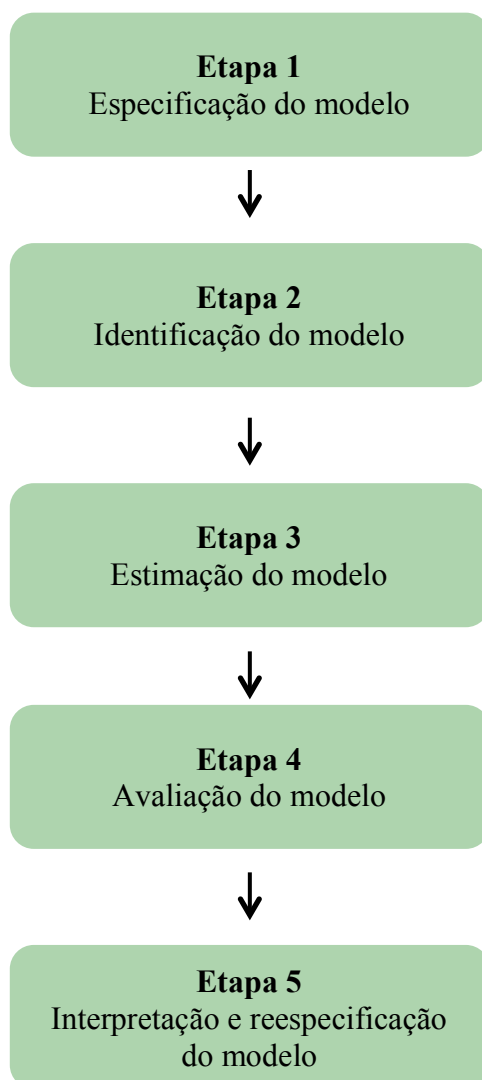 Etapa 1
Especificação do modelo
Etapa 2
Identificação do modelo
Etapa 3
Estimação do modelo
Etapa 4
Avaliação do modelo
Etapa 5
Interpretação e reespecificação
do modelo